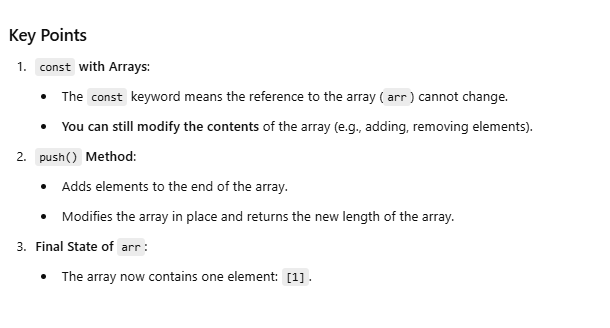 Key Points
1. const with Arrays:
• The const keyword means the reference to the array (arr) cannot change.
• You can still modify the contents of the array (e.g., adding, removing elements).
2. push() Method:
• Adds elements to the end of the array.
• Modifies the array in place and returns the new length of the array.
3. Final State of arr:
• The array now contains one element: [1].